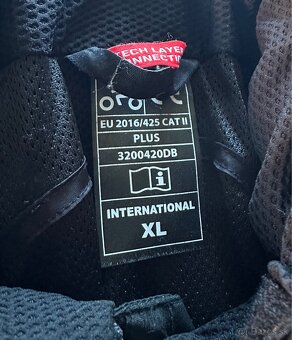 TECH LAYER
CONNECTION
EU 2016/425 CAT II
PLUS
3200420DB
i
INTERNATIONAL
XL